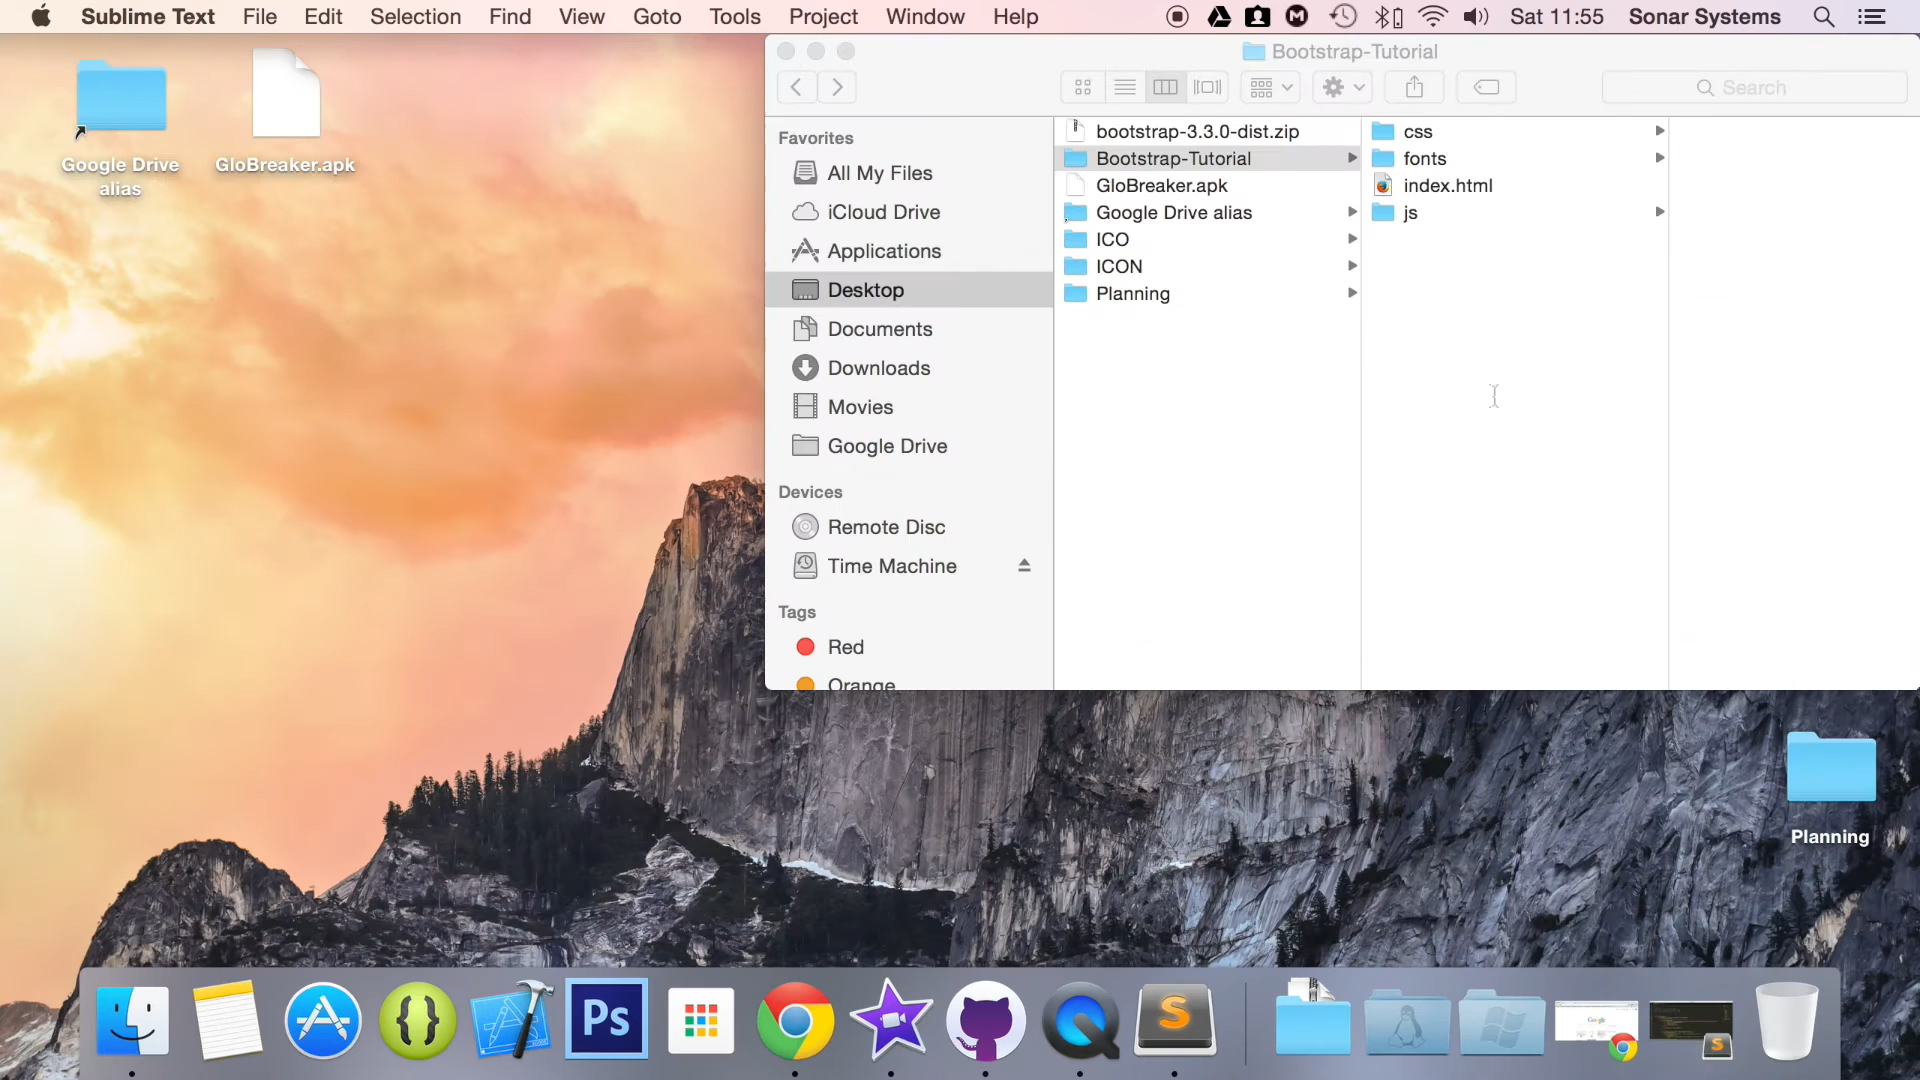 Sublime Text File Edit Selection Find View Goto Tools Project Window Help Sat 11:55 Sonar Systems
Google Drive
alias
GloBreaker.apk
Bootstrap-Tutorial
Search
Favorites
All My Files
iCloud Drive
Applications
Desktop
Documents
Downloads
Movies
Google Drive
Devices
Remote Disc
Time Machine
Tags
Red
Orange
bootstrap-3.3.0-dist.zip
Bootstrap-Tutorial
GloBreaker.apk
Google Drive alias
ICO
ICON
Planning
css
fonts
index.html
js
Planning
Ps